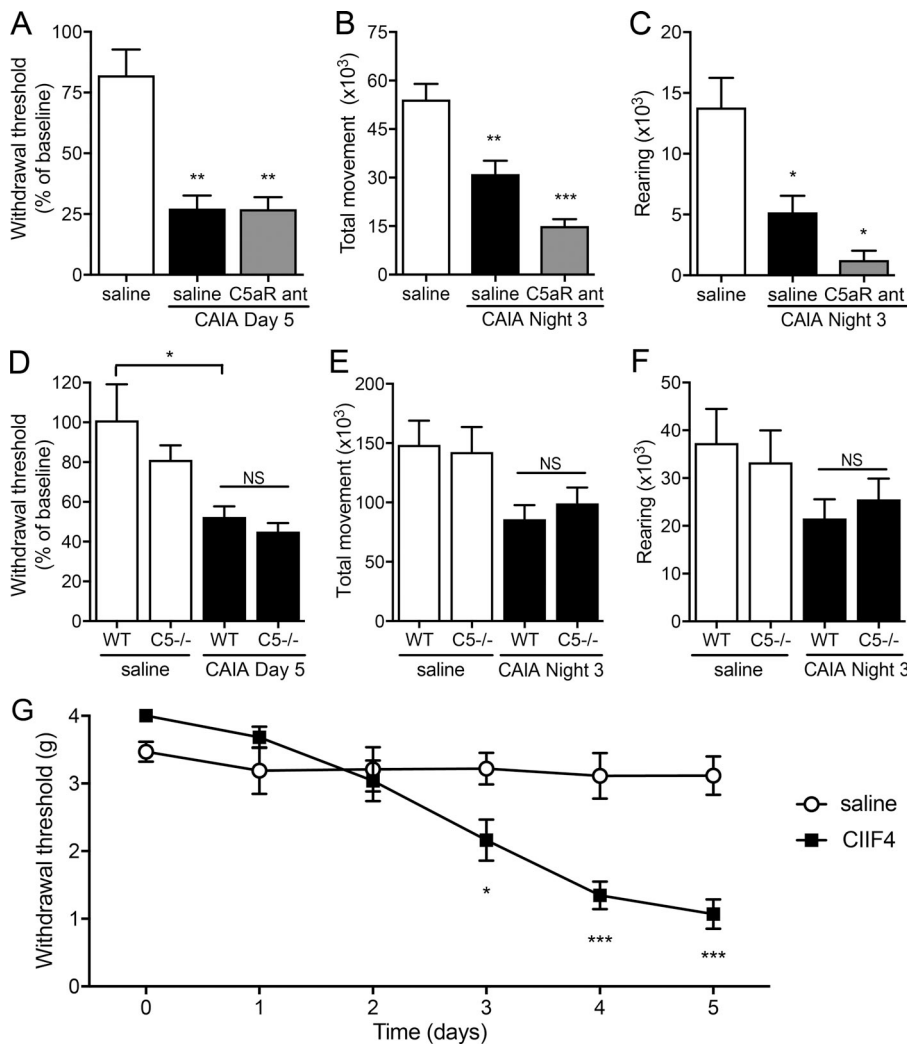 A
Withdrawal threshold
(% of baseline)
100
75
50
25
0
**
**
saline
saline
C5aR ant
CAIA Day 5
B
Total movement (x10³)
75
60
45
30
15
0
**
***
saline
saline
C5aR ant
CAIA Night 3
C
Rearing (x10³)
20
15
10
5
0
*
*
saline
saline
C5aR ant
CAIA Night 3
D
Withdrawal threshold
(% of baseline)
120
100
80
60
40
20
0
*
NS
WT
C5-/-
WT
C5-/-
saline
CAIA Day 5
E
Total movement (x10³)
200
150
100
50
0
NS
WT
C5-/-
WT
C5-/-
saline
CAIA Night 3
F
Rearing (x10³)
50
40
30
20
10
0
NS
WT
C5-/-
WT
C5-/-
saline
CAIA Night 3
G
Withdrawal threshold (g)
4
3
2
1
0
*
***
***
0
1
2
3
4
5
Time (days)
saline
CIIF4